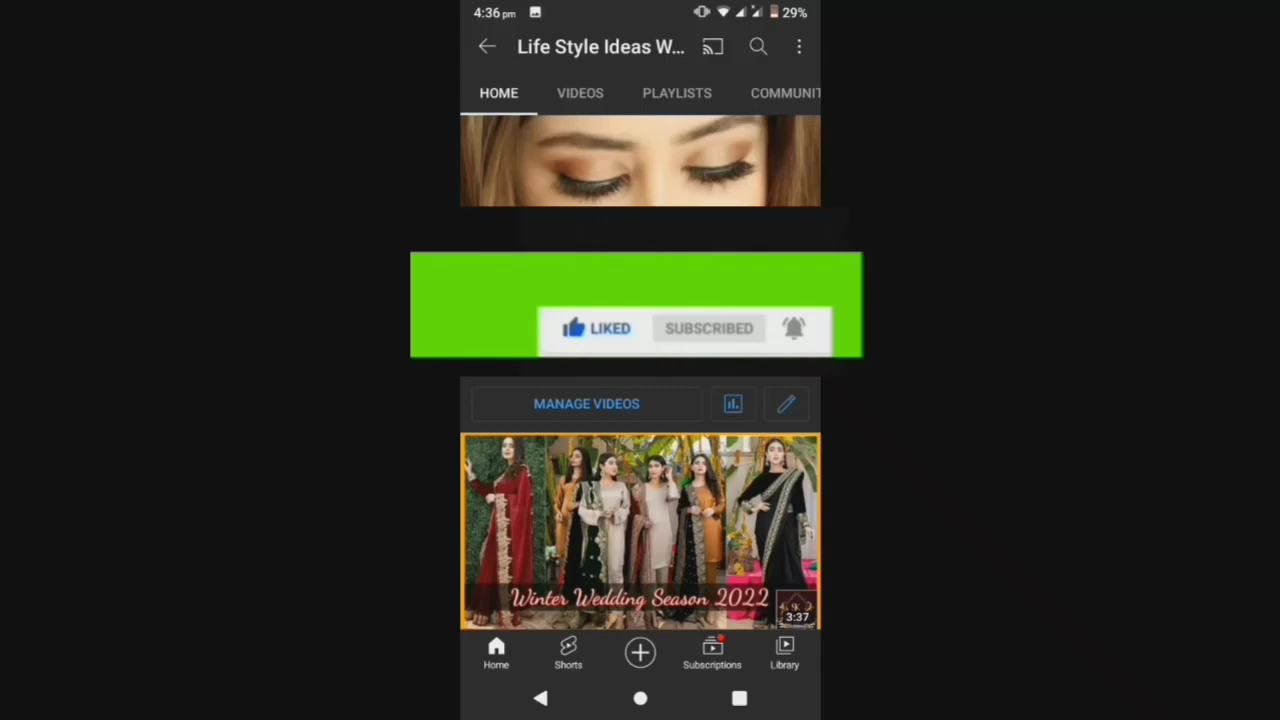 4:36 pm 29%
Life Style Ideas W...
HOME VIDEOS PLAYLISTS COMMUNIT
LIKED SUBSCRIBED
MANAGE VIDEOS
Winter Wedding Season 2022
3:37
Home Shorts Subscriptions Library